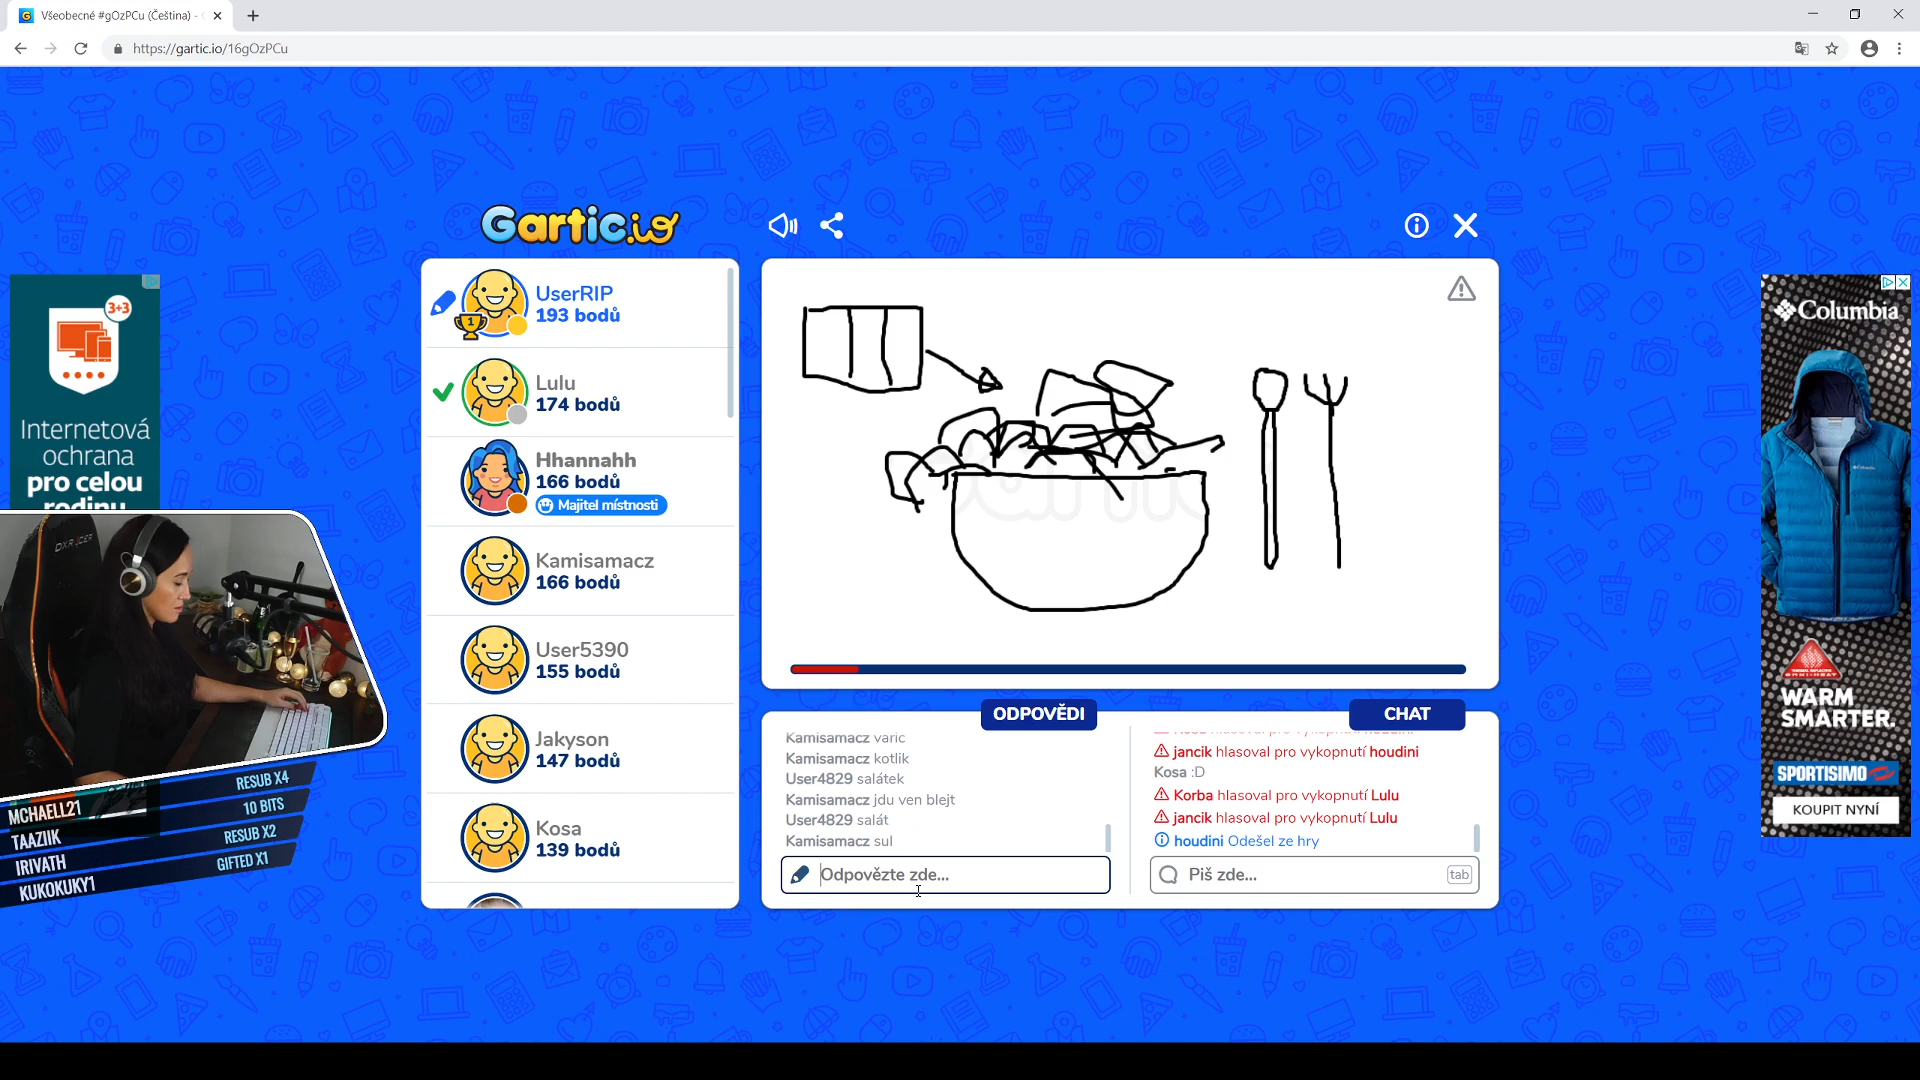 Všeobecné #gOzPCu (Čeština) -
https://gartic.io/16gOzPCu
Gartic.io
UserRIP
193 bodů
1
Lulu
174 bodů
Hhannahh
166 bodů
Majitel místnosti
Kamisamacz
166 bodů
User5390
155 bodů
Jakyson
147 bodů
Kosa
139 bodů
ODPOVĚDI
Kamisamacz varic
Kamisamacz kotlik
User4829 salátek
Kamisamacz jdu ven blejt
User4829 salát
Kamisamacz sul
Odpovězte zde...
CHAT
jancik hlasoval pro vykopnutí houdini
Kosa :D
Korba hlasoval pro vykopnutí Lulu
jancik hlasoval pro vykopnutí Lulu
houdini Odešel ze hry
Piš zde...
tab
3+3
Internetová
ochrana
pro celou
rodinu
DXRACER
RESUB X4
MCHAELL21
10 BITS
TAAZIIK
RESUB X2
IRIVATH
GIFTED X1
KUKOKUKY1
Columbia
OMNI-HEAT
WARM
SMARTER.
SPORTISIMO
KOUPIT NYNÍ